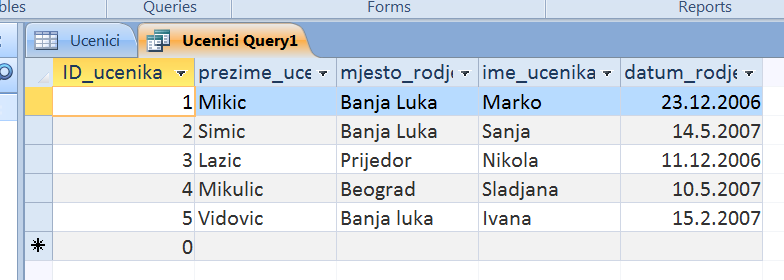 bles Queries Forms Reports
Ucenici Ucenici Query1
ID_ucenika prezime_uce mjesto_rodje ime_ucenika datum_rodje
1 Mikic Banja Luka Marko 23.12.2006
2 Simic Banja Luka Sanja 14.5.2007
3 Lazic Prijedor Nikola 11.12.2006
4 Mikulic Beograd Sladjana 10.5.2007
5 Vidovic Banja luka Ivana 15.2.2007
0